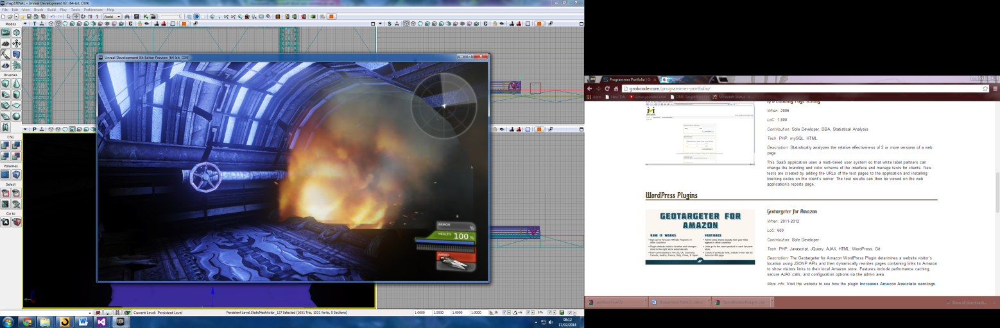 map1FINAL - Unreal Development Kit (64-bit, DX9)
File Edit View Brush Build Play Tools Preferences Help
World
Modes
T
G
S
G
Unreal Development Kit Editor Preview (64-bit, DX9)
Brushes
P
CSG
Volumes
Select
Go to
ARMOR
%
HEALTH 100 %
AMMO
Current Level: Persistent Level
Persistent Level.StaticMeshActor_127 Selected (1051 Tris, 1031 Verts, 0 Sections)
1.0000 1.0000 1.0000 1.0000
16
5%
08:12
17/02/2014
Programmer Portfolio |
grokcode.com/programmer-portfolio/
Apps New Tab www.youtube.com
When: 2006
LoC: 1,800
Contribution: Sole Developer, DBA, Statistical Analysis
Tech: PHP, mySQL, HTML
Description: Statistically analyzes the relative effectiveness of 2 or more versions of a web
page.
This SaaS application uses a multi-tiered user system so that white label partners can
change the branding and color scheme of the interface and manage tests for clients. New
tests are created by adding the URLs of the test pages to the application and installing
tracking codes on the client's server. The test results can then be viewed on the web
application's reports page.
WordPress Plugins
GEOTARGETER FOR
AMAZON
HOW IT WORKS
FEATURES
Geotargeter for Amazon
When: 2011-2012
LoC: 600
Contribution: Sole Developer
Tech: PHP, Javascript, JQuery, AJAX, HTML, WordPress, Git
Description: The Geotargeter for Amazon WordPress Plugin determines a website visitor's
location using JSONP APIs and then dynamically rewrites pages containing links to Amazon
to show visitors links to their local Amazon store. Features include performance caching,
secure AJAX calls, and configuration options via the admin area.
More info: Visit the website to see how the plugin increases Amazon Associate earnings.
Show all downloads...